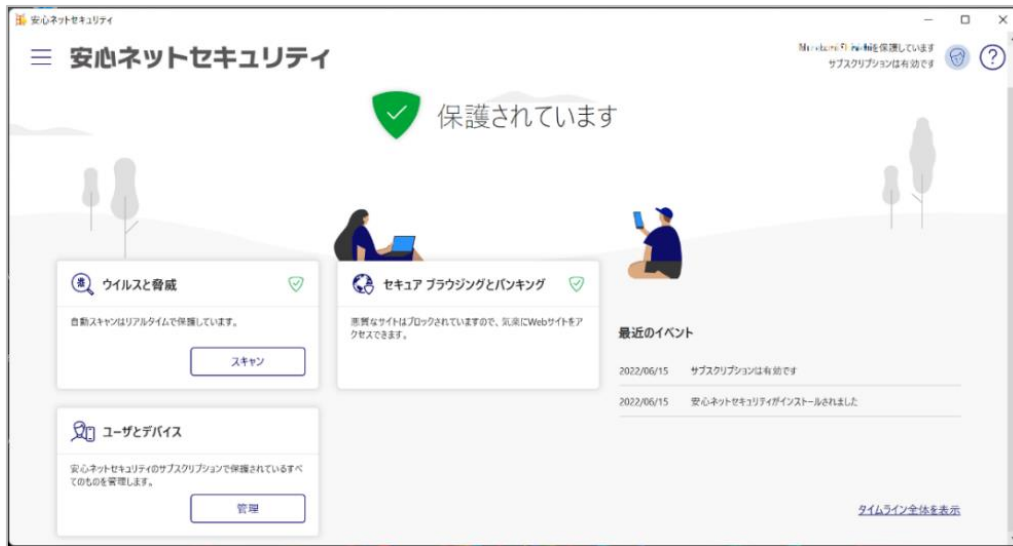 安心ネットセキュリティ
安心ネットセキュリティ
を保護しています
サブスクリプションは有効です
?
保護されています
ウイルスと脅威
自動スキャンはリアルタイムで保護しています。
スキャン
セキュア ブラウジングとバンキング
悪質なサイトはブロックされていますので、気楽にWebサイトをア
クセスできます。
最近のイベント
2022/06/15 サブスクリプションは有効です
2022/06/15 安心ネットセキュリティがインストールされました
ユーザとデバイス
安心ネットセキュリティのサブスクリプションで保護されているすべ
てのものを管理します。
管理
タイムライン全体を表示